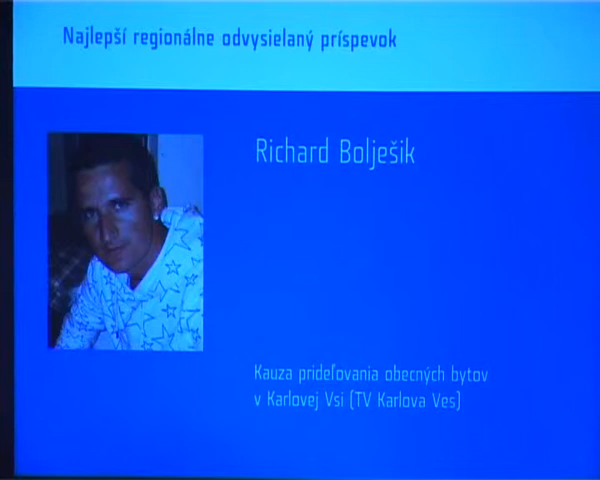 Najlepší regionálne odvysielaný príspevok
Richard Bolješik
Kauza prideľovania obecných bytov
v Karlovej Vsi (TV Karlova Ves)